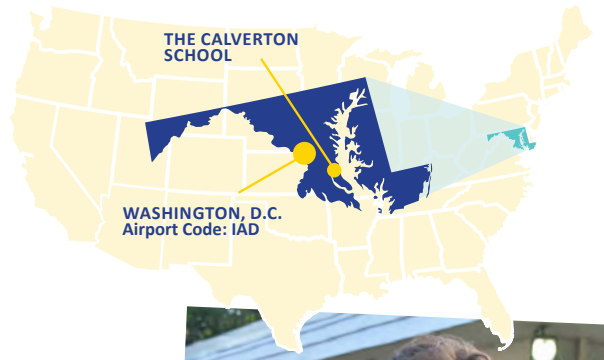 THE CALVERTON
SCHOOL
WASHINGTON, D.C.
Airport Code: IAD